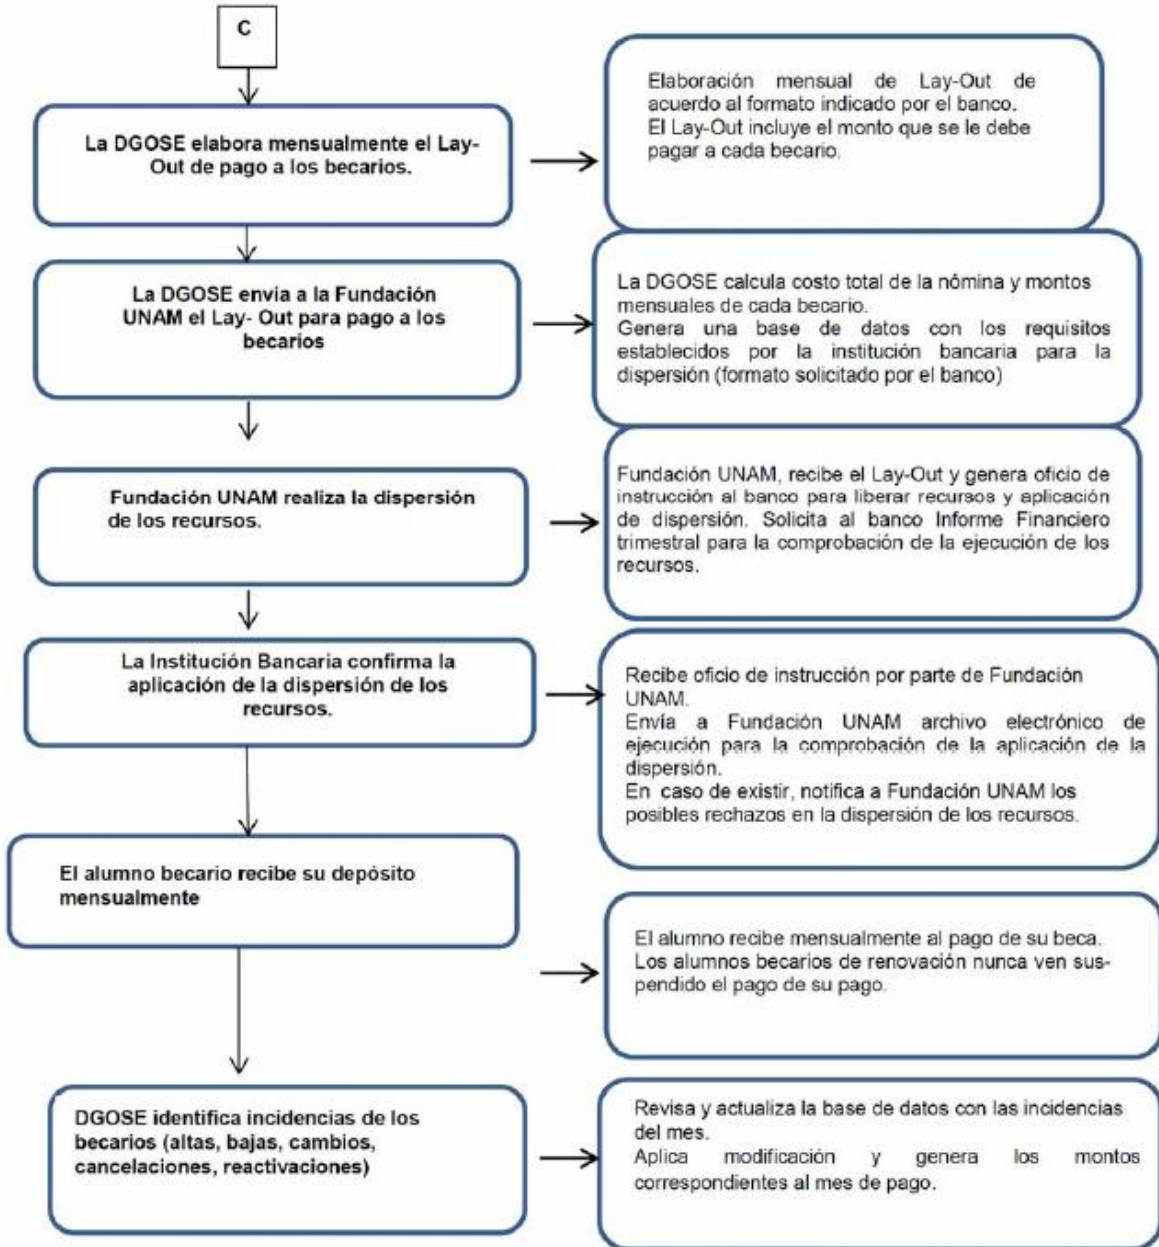 C
La DGOSE elabora mensualmente el Lay-
Out de pago a los becarios.
Elaboración mensual de Lay-Out de
acuerdo al formato indicado por el banco.
El Lay-Out incluye el monto que se le debe
pagar a cada becario.
La DGOSE envía a la Fundación
UNAM el Lay- Out para pago a los
becarios
La DGOSE calcula costo total de la nómina y montos
mensuales de cada becario.
Genera una base de datos con los requisitos
establecidos por la institución bancaria para la
dispersión (formato solicitado por el banco)
Fundación UNAM realiza la dispersión
de los recursos.
Fundación UNAM, recibe el Lay-Out y genera oficio de
instrucción al banco para liberar recursos y aplicación
de dispersión. Solicita al banco Informe Financiero
trimestral para la comprobación de la ejecución de los
recursos.
La Institución Bancaria confirma la
aplicación de la dispersión de los
recursos.
Recibe oficio de instrucción por parte de Fundación
UNAM.
Envía a Fundación UNAM archivo electrónico de
ejecución para la comprobación de la aplicación de la
dispersión.
En caso de existir, notifica a Fundación UNAM los
posibles rechazos en la dispersión de los recursos.
El alumno becario recibe su depósito
mensualmente
El alumno recibe mensualmente al pago de su beca.
Los alumnos becarios de renovación nunca ven sus-
pendido el pago de su pago.
DGOSE identifica incidencias de los
becarios (altas, bajas, cambios,
cancelaciones, reactivaciones)
Revisa y actualiza la base de datos con las incidencias
del mes.
Aplica modificación y genera los montos
correspondientes al mes de pago.